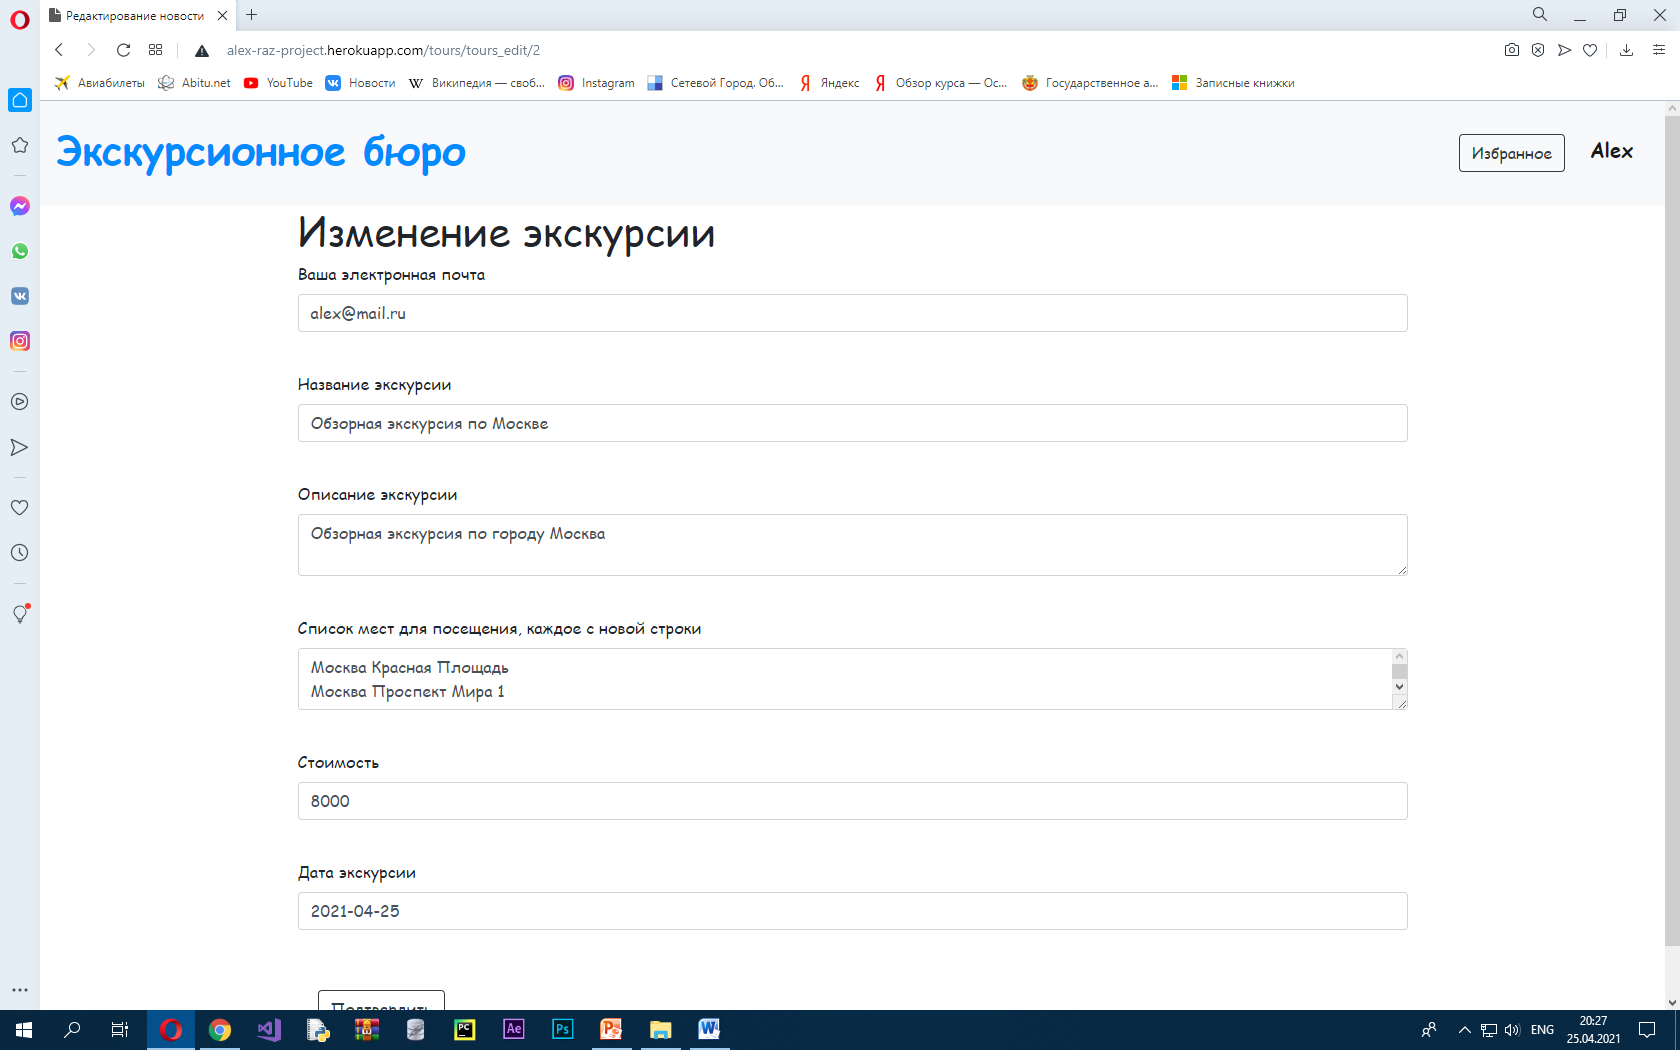 Редактирование новости
alex-raz-project.herokuapp.com/tours/tours_edit/2
Авиабилеты Abitu.net YouTube Новости Википедия — своб... Instagram Сетевой Город. Об... Яндекс Обзор курса — Ос... Государственное а... Записные книжки
Экскурсионное бюро
Избранное
Alex
Изменение экскурсии
Ваша электронная почта
alex@mail.ru
Название экскурсии
Обзорная экскурсия по Москве
Описание экскурсии
Обзорная экскурсия по городу Москва
Список мест для посещения, каждое с новой строки
Москва Красная Площадь
Москва Проспект Мира 1
Стоимость
8000
Дата экскурсии
2021-04-25
Подтвердить
ENG
20:27
25.04.2021